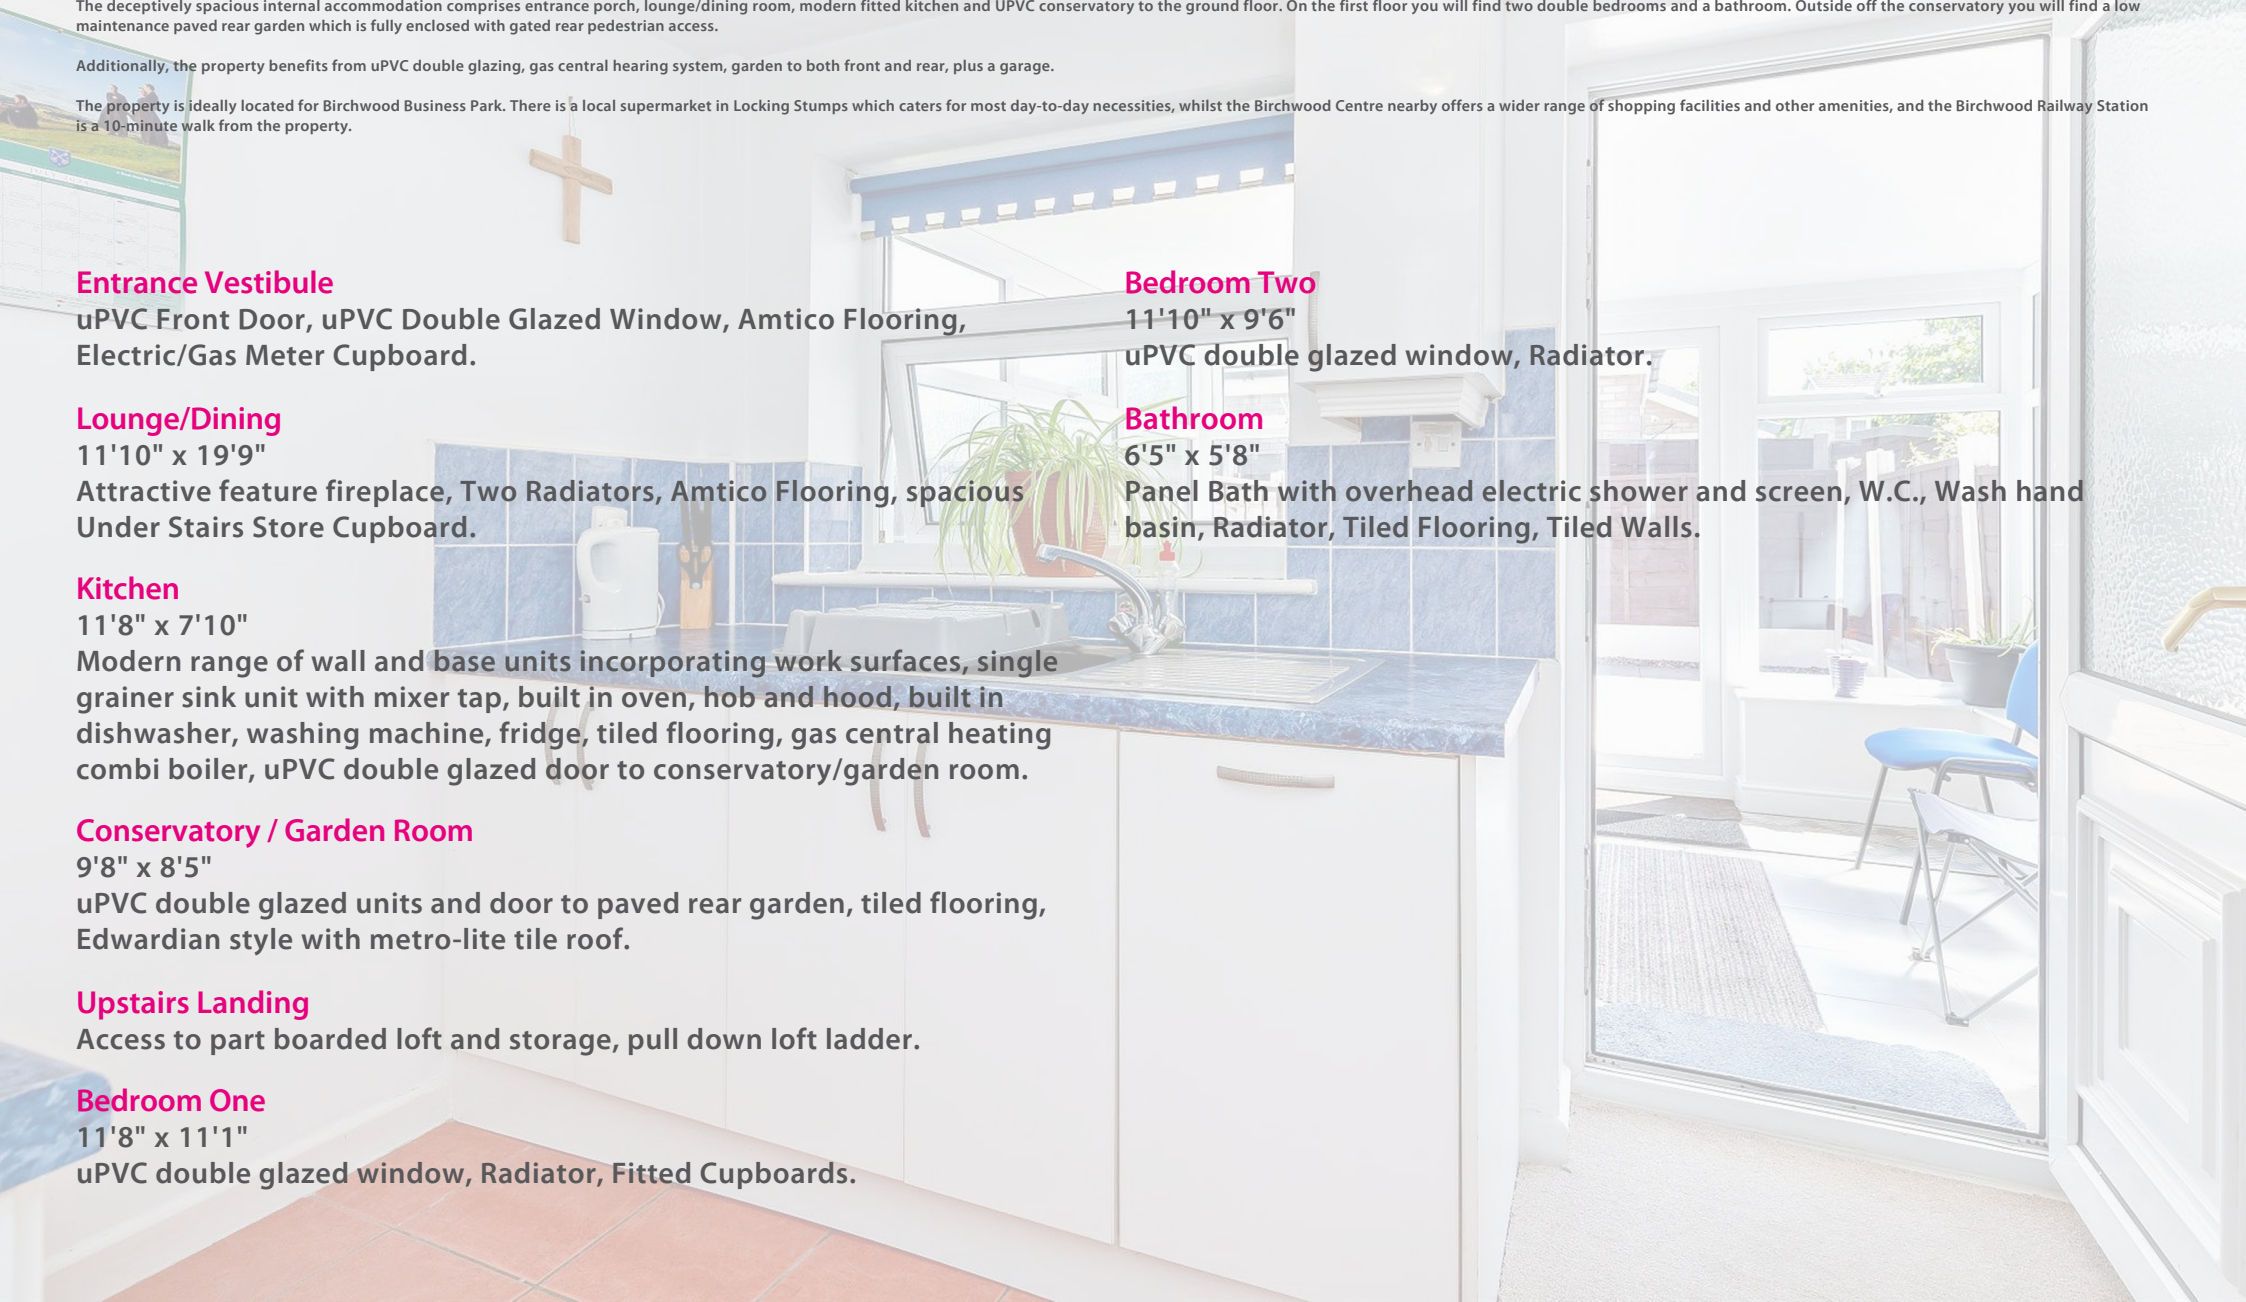 The deceptively spacious internal accommodation comprises entrance porch, lounge/dining room, modern fitted kitchen and UPVC conservatory to the ground floor. On the first floor you will find two double bedrooms and a bathroom. Outside off the conservatory you will find a low
maintenance paved rear garden which is fully enclosed with gated rear pedestrian access.
Additionally, the property benefits from uPVC double glazing, gas central hearing system, garden to both front and rear, plus a garage.
The property is ideally located for Birchwood Business Park. There is a local supermarket in Locking Stumps which caters for most day-to-day necessities, whilst the Birchwood Centre nearby offers a wider range of shopping facilities and other amenities, and the Birchwood Railway Station
is a 10-minute walk from the property.
Entrance Vestibule
uPVC Front Door, uPVC Double Glazed Window, Amtico Flooring,
Electric/Gas Meter Cupboard.
Lounge/Dining
11'10" x 19'9"
Attractive feature fireplace, Two Radiators, Amtico Flooring, spacious
Under Stairs Store Cupboard.
Kitchen
11'8" x 7'10"
Modern range of wall and base units incorporating work surfaces, single
grainer sink unit with mixer tap, built in oven, hob and hood, built in
dishwasher, washing machine, fridge, tiled flooring, gas central heating
combi boiler, uPVC double glazed door to conservatory/garden room.
Conservatory / Garden Room
9'8" x 8'5"
uPVC double glazed units and door to paved rear garden, tiled flooring,
Edwardian style with metro-lite tile roof.
Upstairs Landing
Access to part boarded loft and storage, pull down loft ladder.
Bedroom One
11'8" x 11'1"
uPVC double glazed window, Radiator, Fitted Cupboards.
Bedroom Two
11'10" x 9'6"
uPVC double glazed window, Radiator.
Bathroom
6'5" x 5'8"
Panel Bath with overhead electric shower and screen, W.C., Wash hand
basin, Radiator, Tiled Flooring, Tiled Walls.